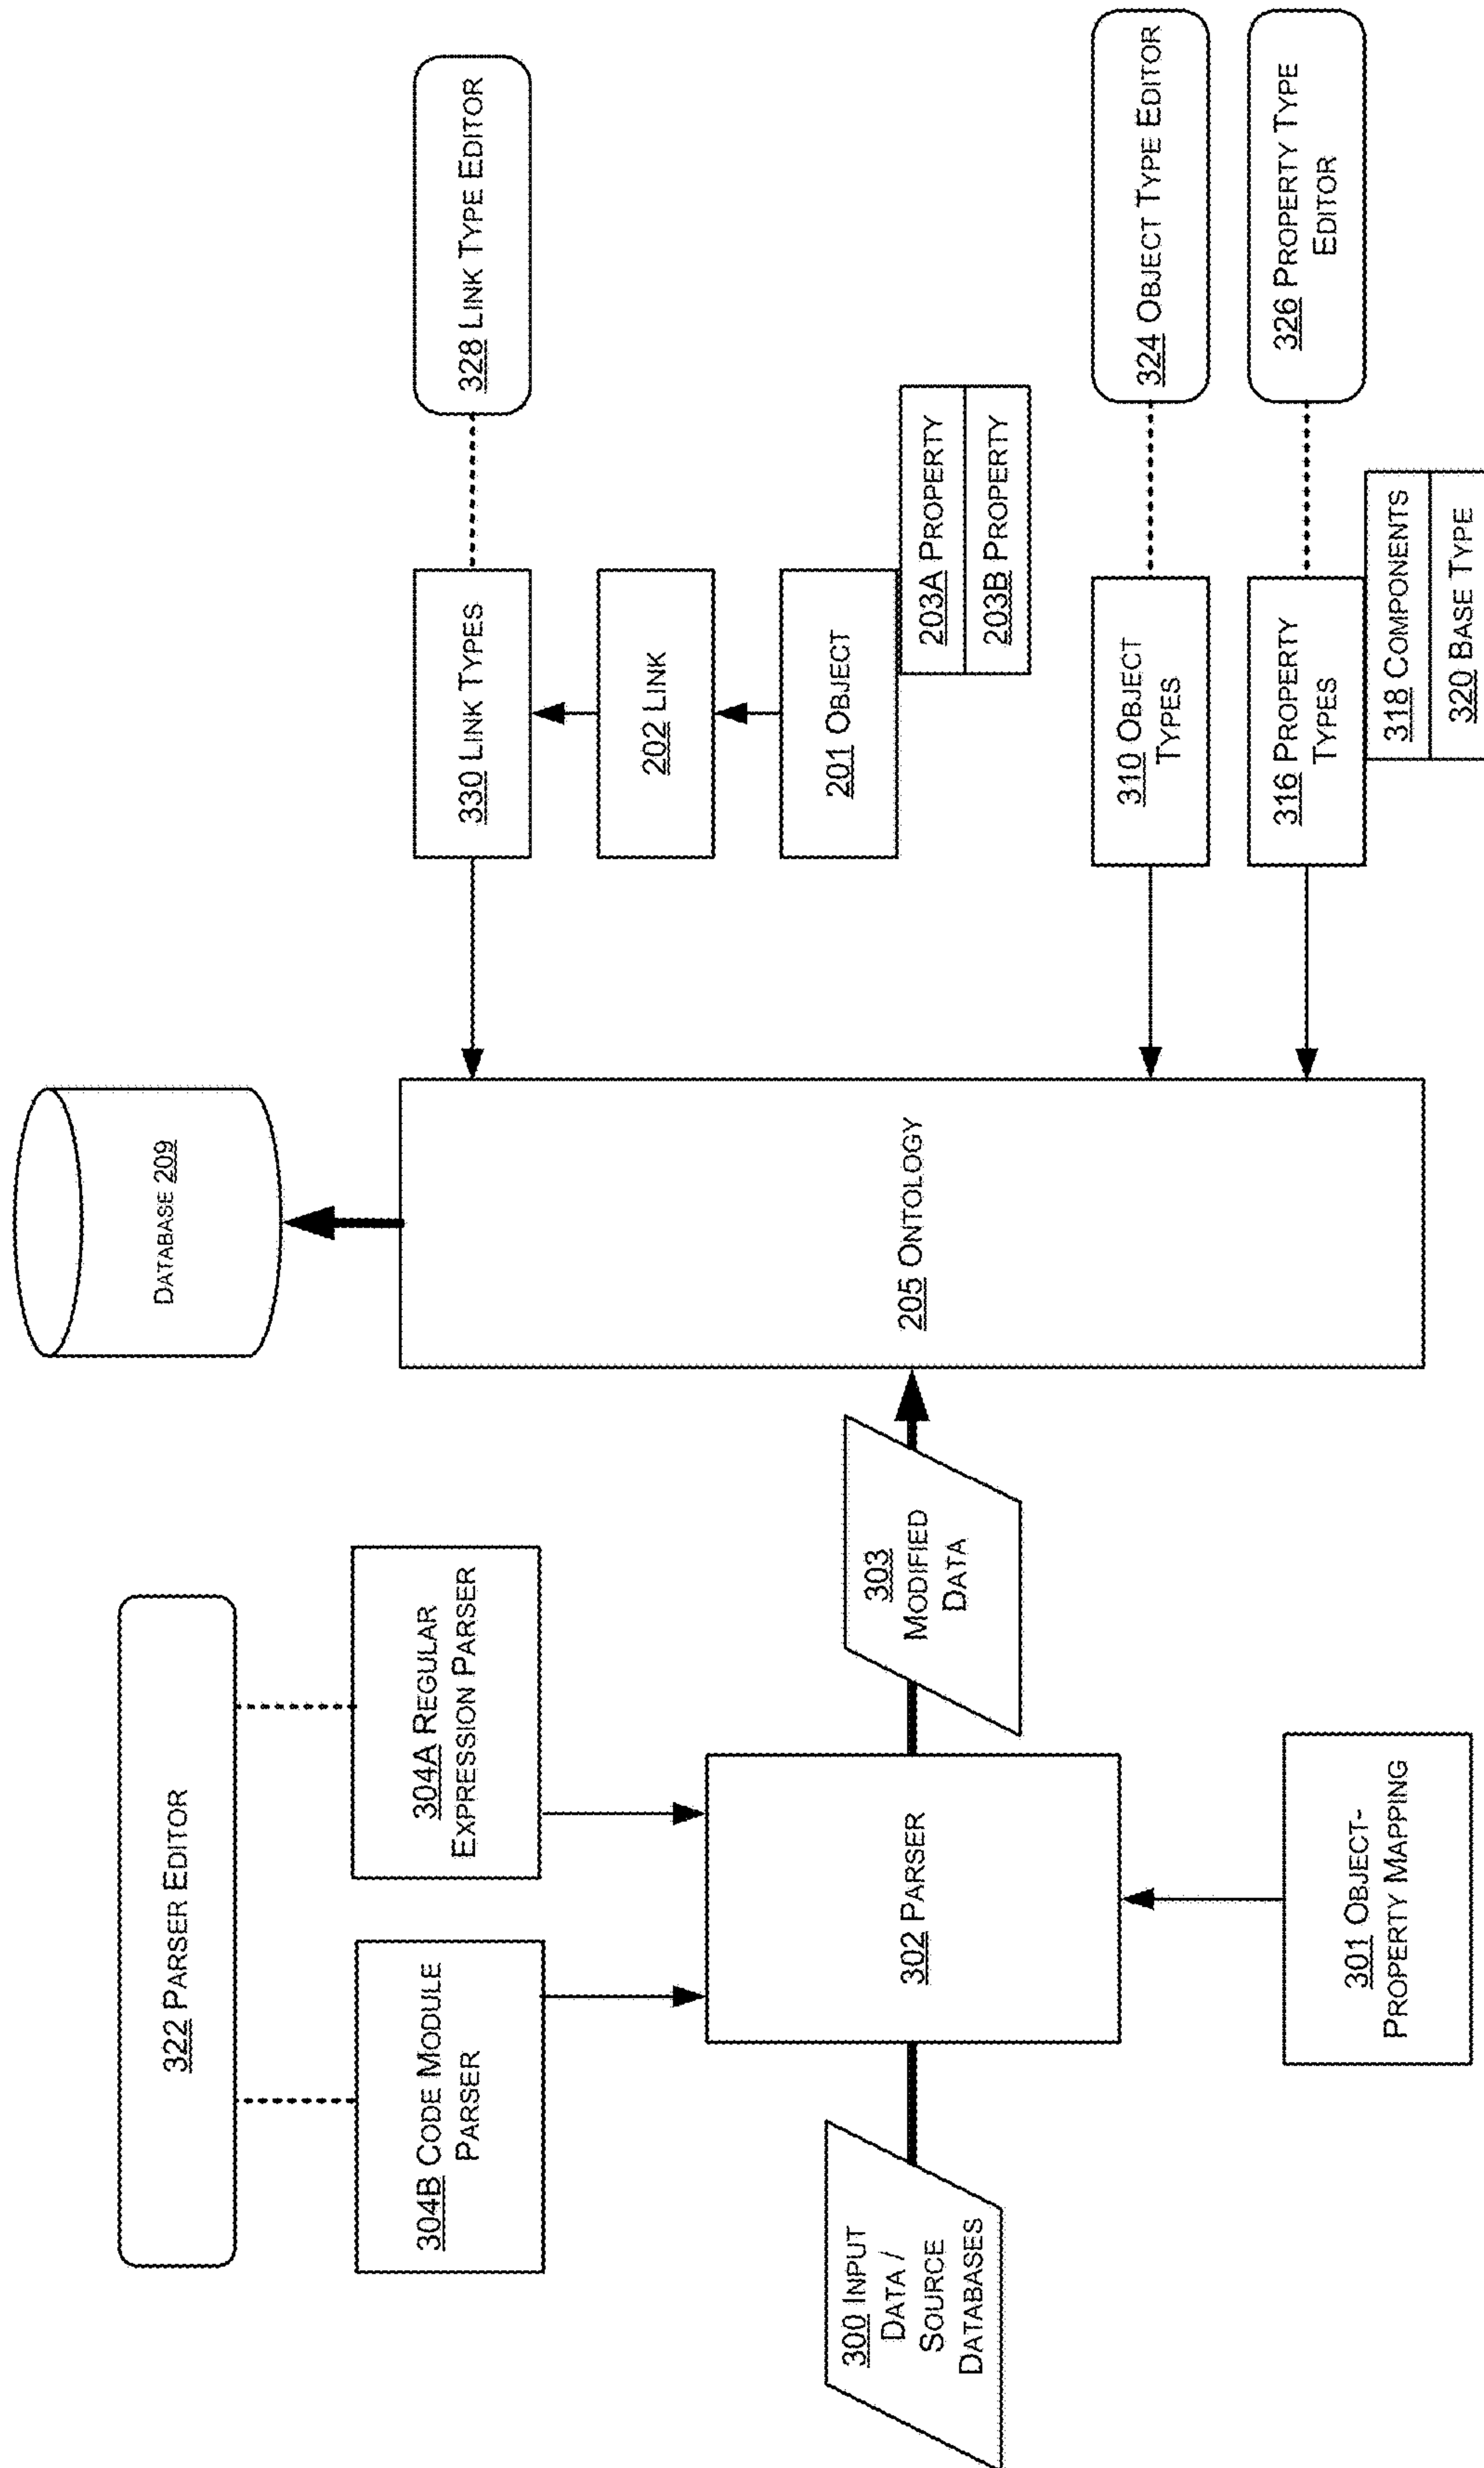 322 PARSER EDITOR
304B CODE MODULE
PARSER
304A REGULAR
EXPRESSION PARSER
300 INPUT
DATA /
SOURCE
DATABASES
302 PARSER
303
MODIFIED
DATA
301 OBJECT-
PROPERTY MAPPING
DATABASE 209
205 ONTOLOGY
330 LINK TYPES
328 LINK TYPE EDITOR
202 LINK
201 OBJECT
203A PROPERTY
203B PROPERTY
310 OBJECT
TYPES
324 OBJECT TYPE EDITOR
316 PROPERTY
TYPES
326 PROPERTY TYPE
EDITOR
318 COMPONENTS
320 BASE TYPE